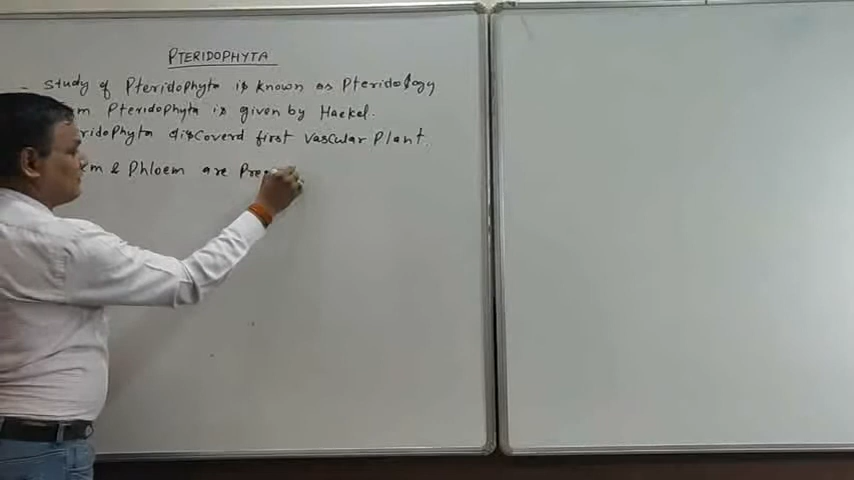 PTERIDOPHYTA
- Study of Pteridophyta is known as Pteridology
Pteridophyta is given by Haekel.
discoverd first Vascular Plant.
& Phloem are